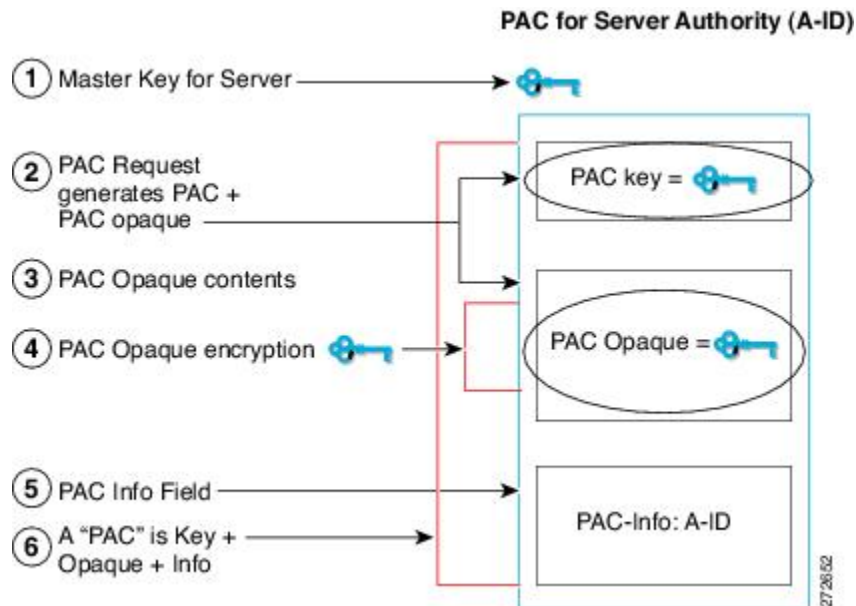 PAC for Server Authority (A-ID)
1 Master Key for Server
2 PAC Request
generates PAC +
PAC opaque
PAC key =
3 PAC Opaque contents
4 PAC Opaque encryption
PAC Opaque =
5 PAC Info Field
PAC-Info: A-ID
6 A “PAC” is Key +
Opaque + Info
272652